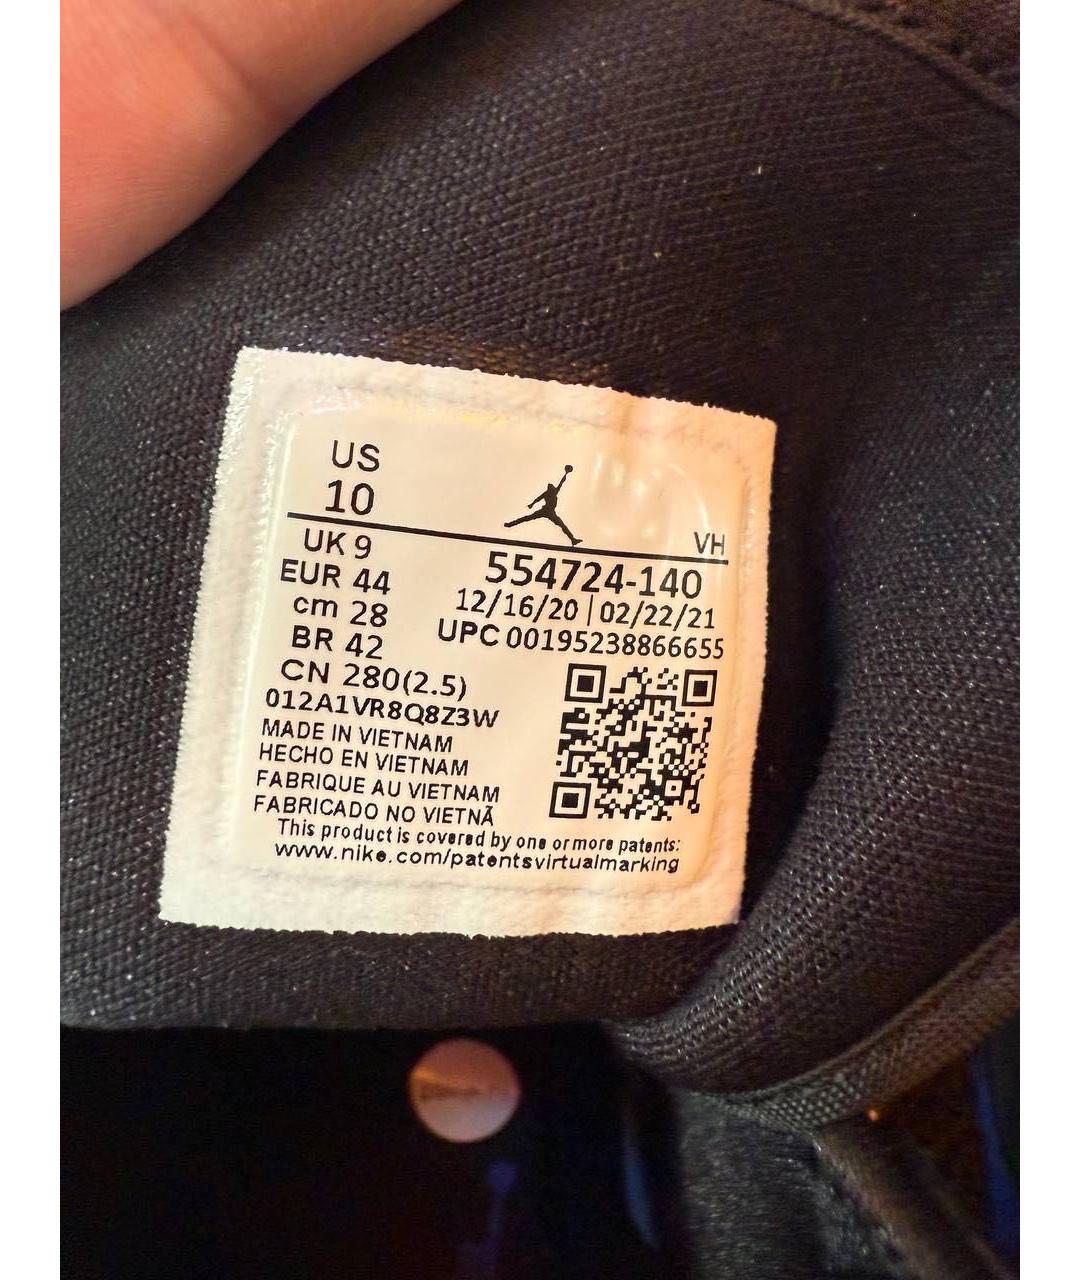 US
10
VH
UK 9
EUR 44
cm 28
BR 42
CN 280(2.5)
012A1VR8Q8Z3W
554724-140
12/16/20 | 02/22/21
UPC 00195238866655
MADE IN VIETNAM
HECHO EN VIETNAM
FABRIQUE AU VIETNAM
FABRICADO NO VIETNÃ
This product is covered by one or more patents:
www.nike.com/patentsvirtualmarking